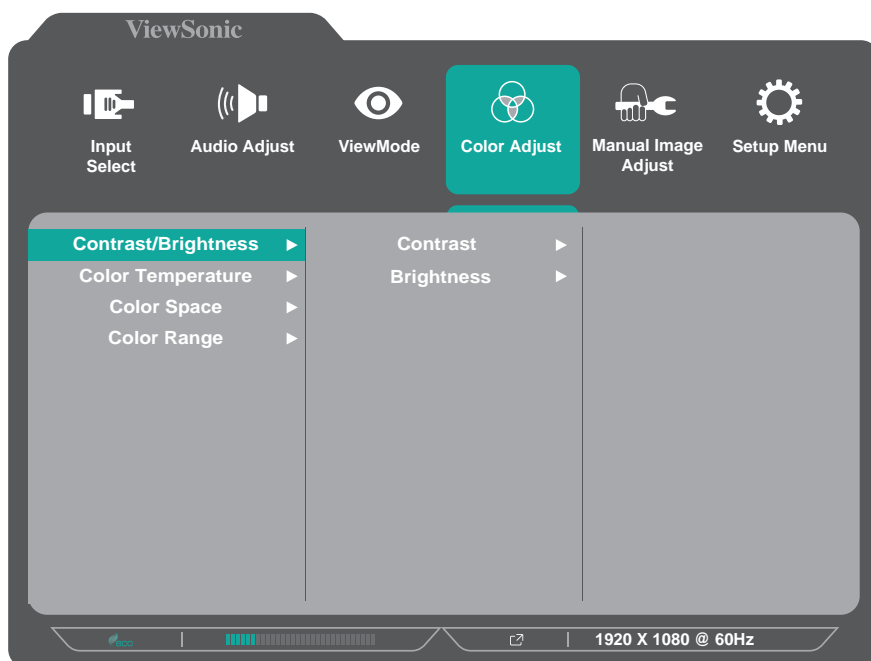 ViewSonic
Input
Select
Audio Adjust
ViewMode
Color Adjust
Manual Image
Adjust
Setup Menu
Contrast/Brightness
Color Temperature
Color Space
Color Range
Contrast
Brightness
eco
1920 X 1080 @ 60Hz